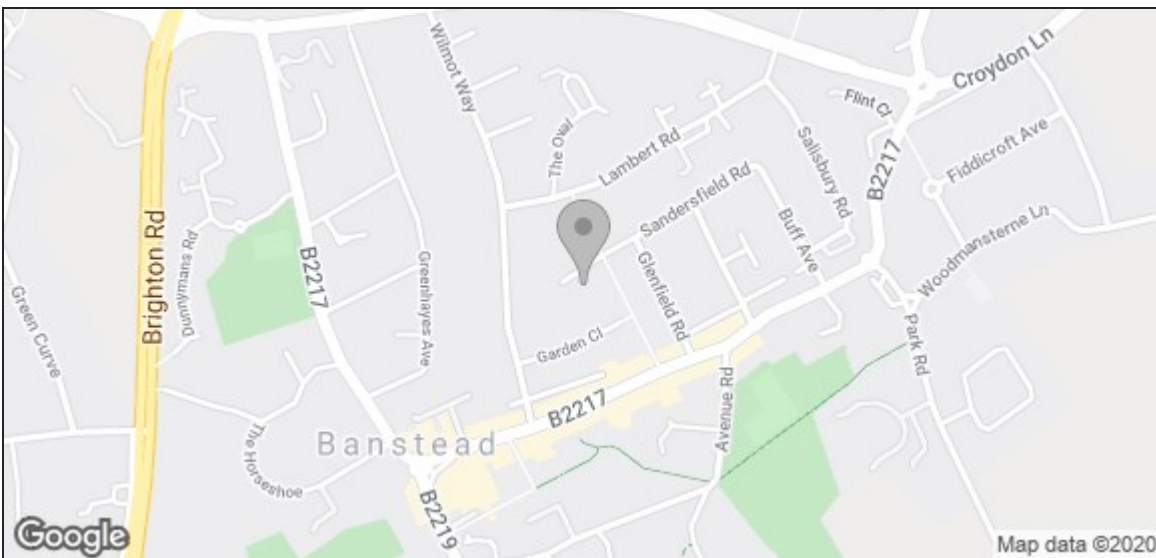 Wilmot Way
Croydon Ln
Flint Cl
The Oval
Lambert Rd
Salisbury Rd
B2217
Fiddicroft Ave
Sandersfield Rd
Buff Ave
Woodmansterne Ln
Brighton Rd
Dunnymans Rd
B2217
Greenhayes Ave
Glenfield Rd
Green Curve
Garden Cl
Park Rd
B2217
Avenue Rd
The Horseshoe
Banstead
B2219
Google
Map data ©2020